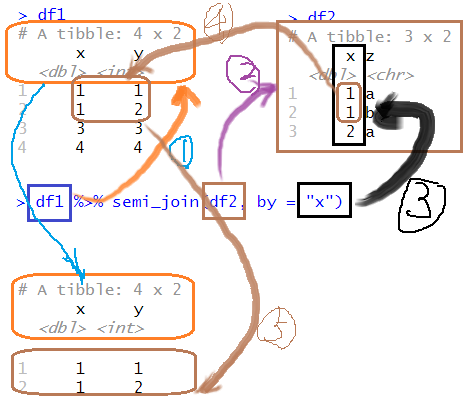 > df1
# A tibble: 4 x 2
x y
<dbl> <int>
1 1 1
2 1 2
3 3 3
4 4 4
> df2
# A tibble: 3 x 2
x z
<dbl> <chr>
1 1 a
2 1 b
3 2 a
4
2
1
> df1 %>% semi_join(df2, by = "x")
3
# A tibble: 4 x 2
x y
<dbl> <int>
5
1 1 1
2 1 2